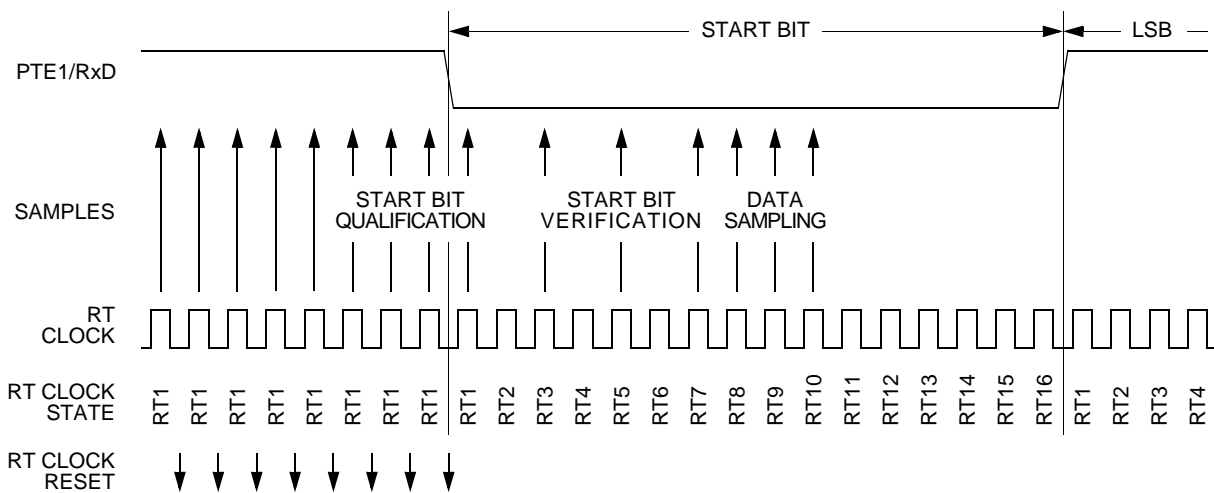 START BIT
LSB
PTE1/RxD
SAMPLES
START BIT
QUALIFICATION
START BIT
VERIFICATION
DATA
SAMPLING
RT
CLOCK
RT CLOCK
STATE
RT1 RT1 RT1 RT1 RT1 RT1 RT1 RT1 RT1 RT2 RT3 RT4 RT5 RT6 RT7 RT8 RT9 RT10 RT11 RT12 RT13 RT14 RT15 RT16 RT1 RT2 RT3 RT4
RT CLOCK
RESET